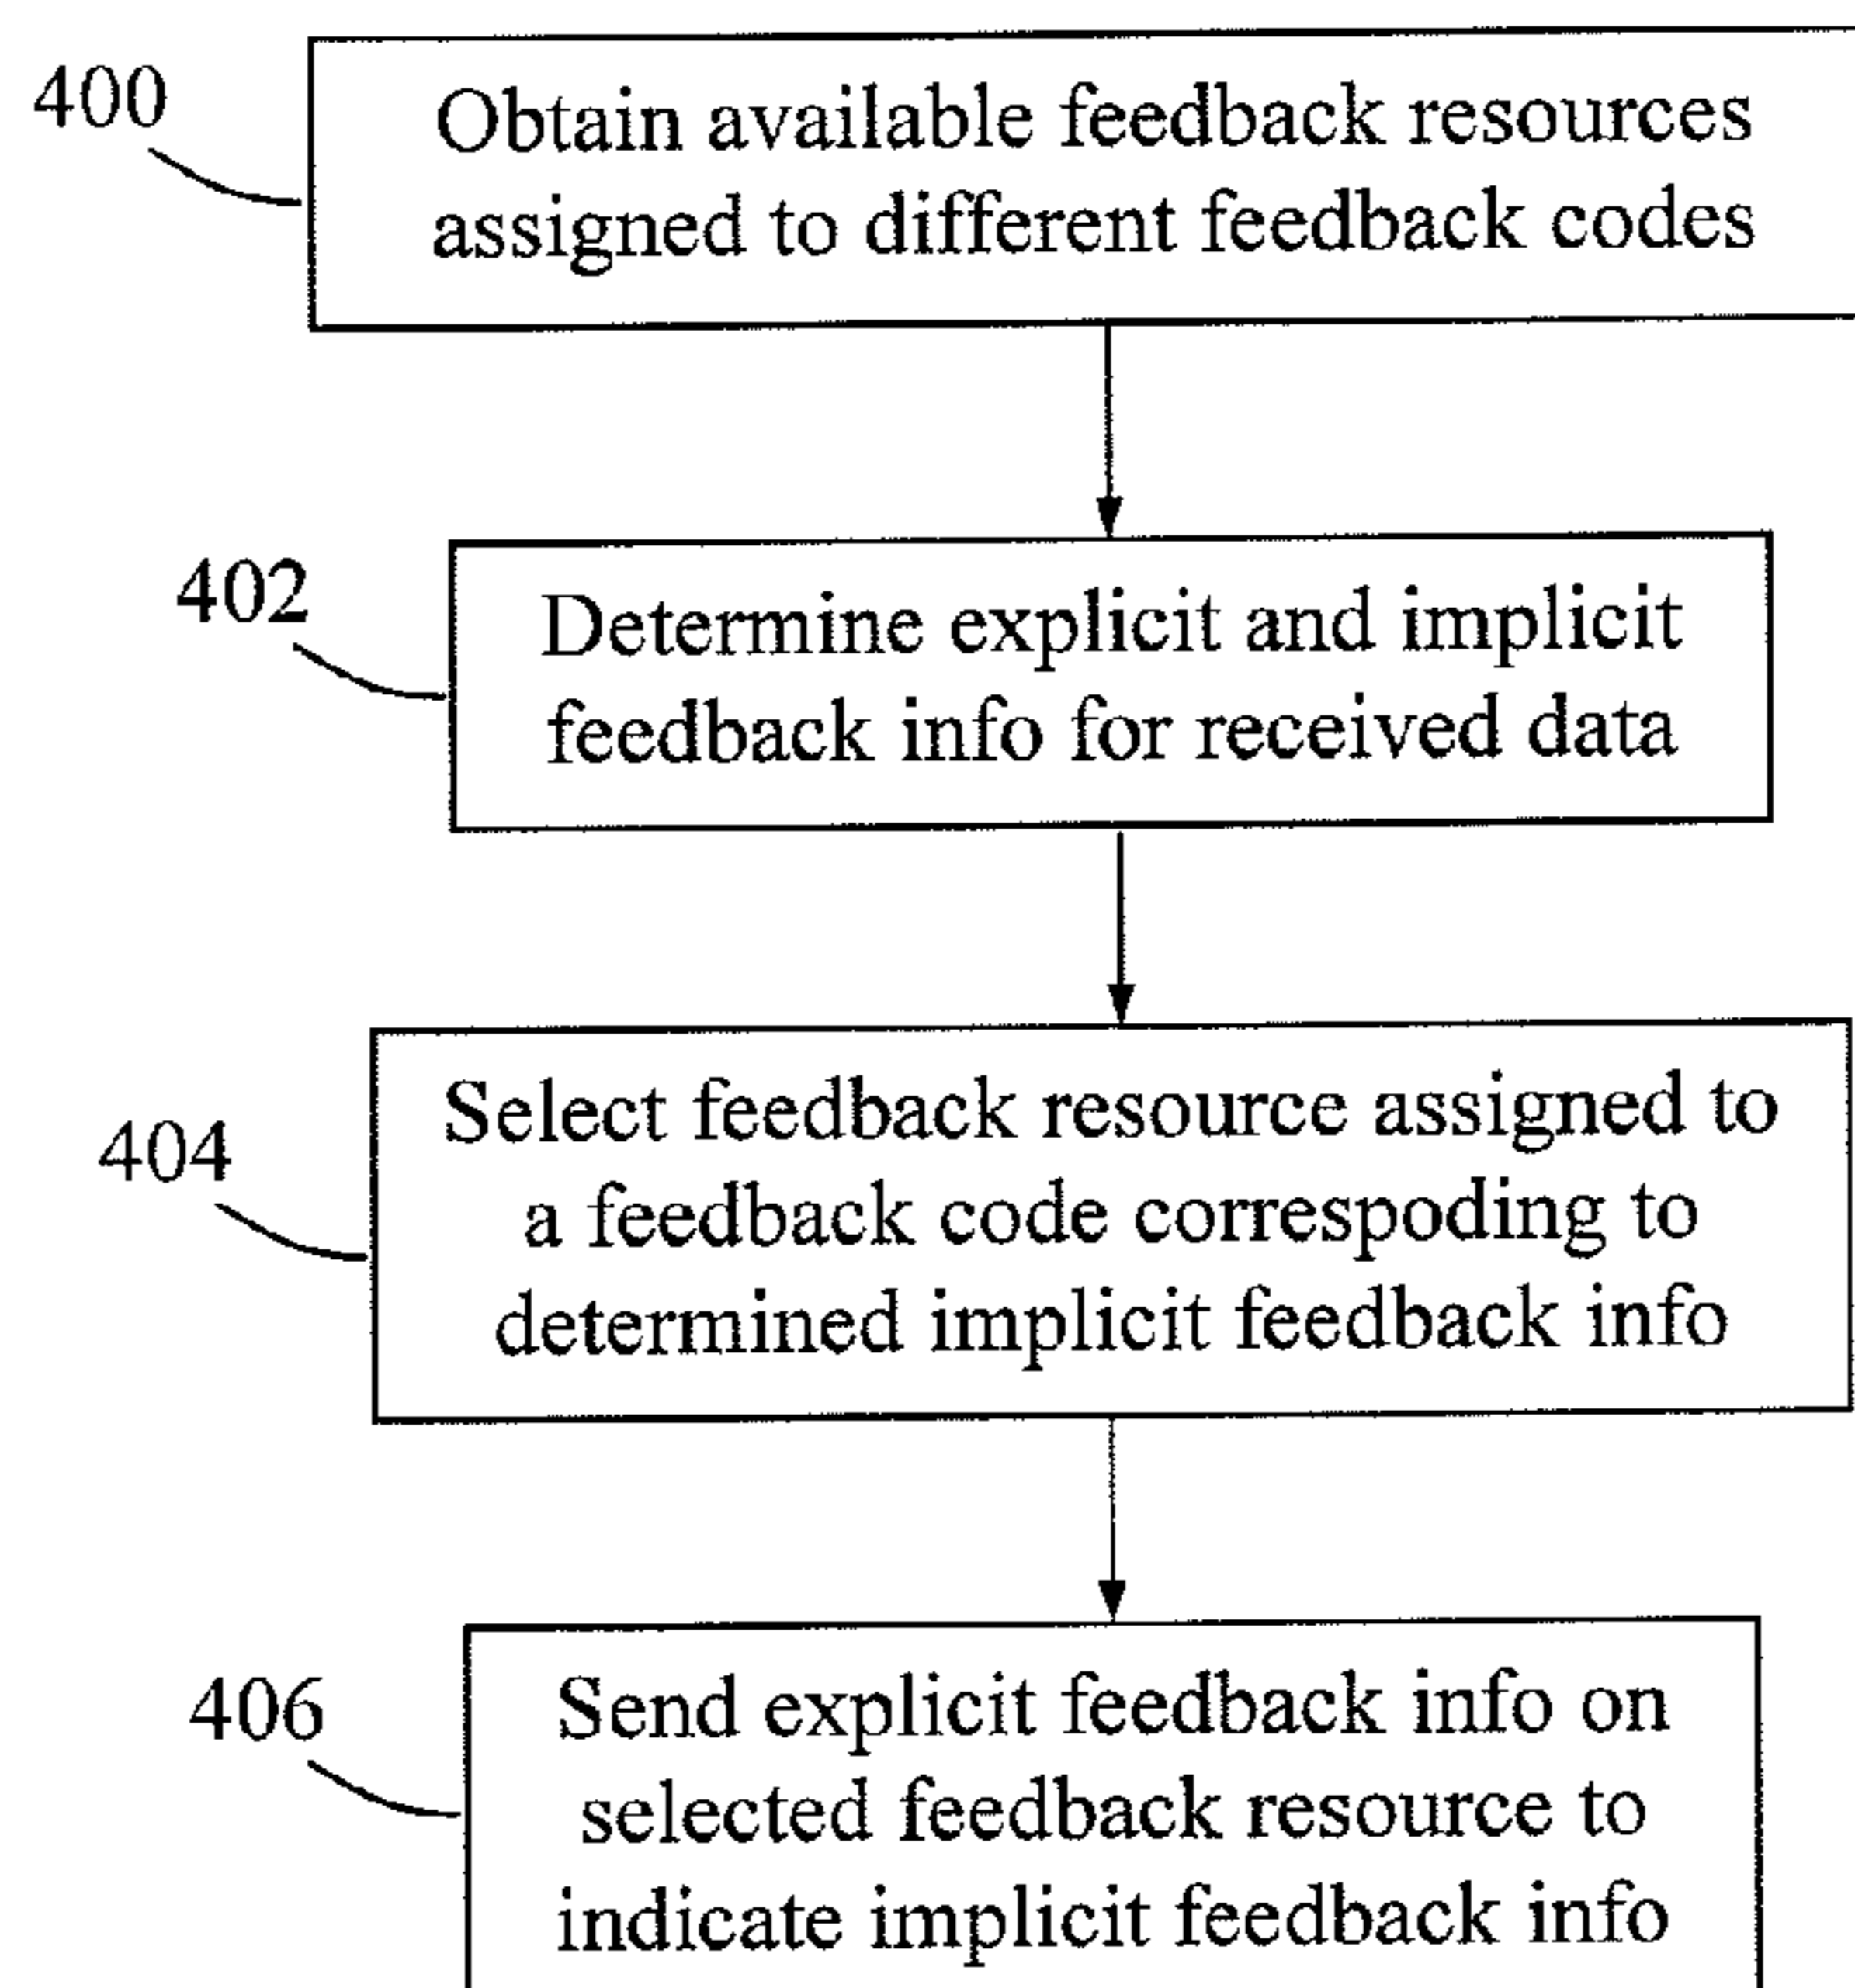 400
Obtain available feedback resources
assigned to different feedback codes
402
Determine explicit and implicit
feedback info for received data
404
Select feedback resource assigned to
a feedback code correspoding to
determined implicit feedback info
406
Send explicit feedback info on
selected feedback resource to
indicate implicit feedback info